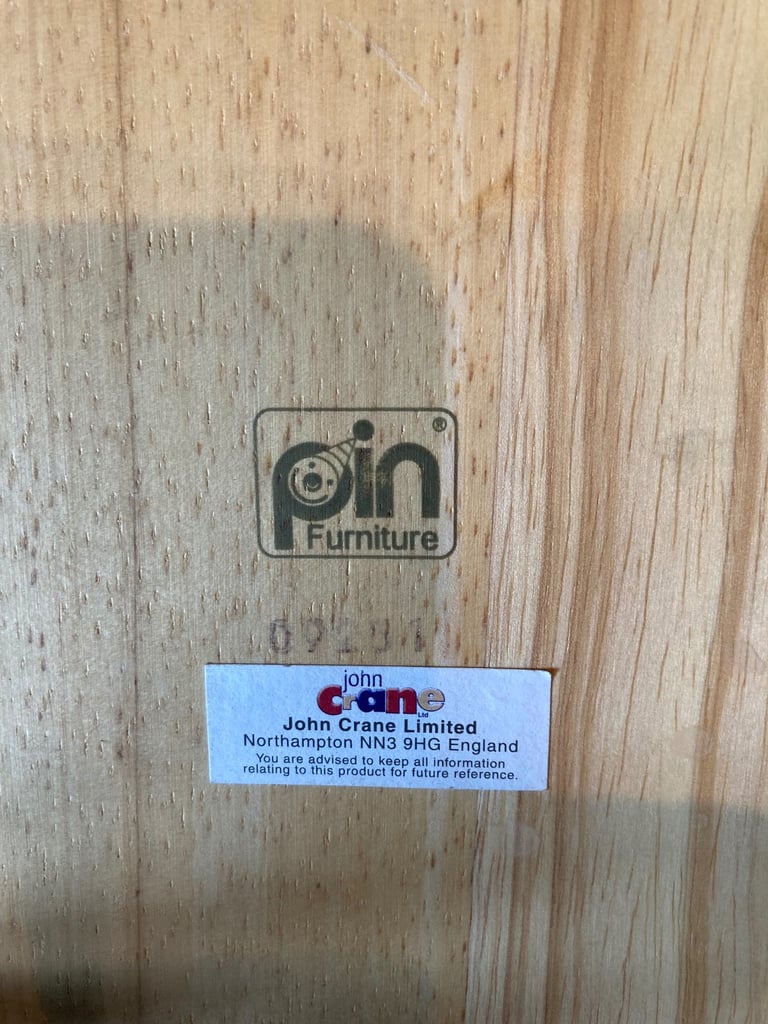 pin ®
Furniture
09231
john
crane
Ltd
John Crane Limited
Northampton NN3 9HG England
You are advised to keep all information
relating to this product for future reference.